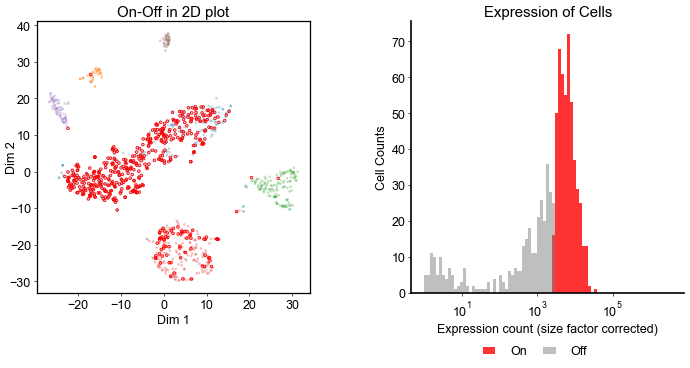 On-Off in 2D plot
Expression of Cells
40
30
20
10
0
−10
−20
−30
Dim 2
−20 −10 0 10 20 30
Dim 1
70
60
50
40
30
20
10
0
Cell Counts
10^1 10^3 10^5
Expression count (size factor corrected)
On Off